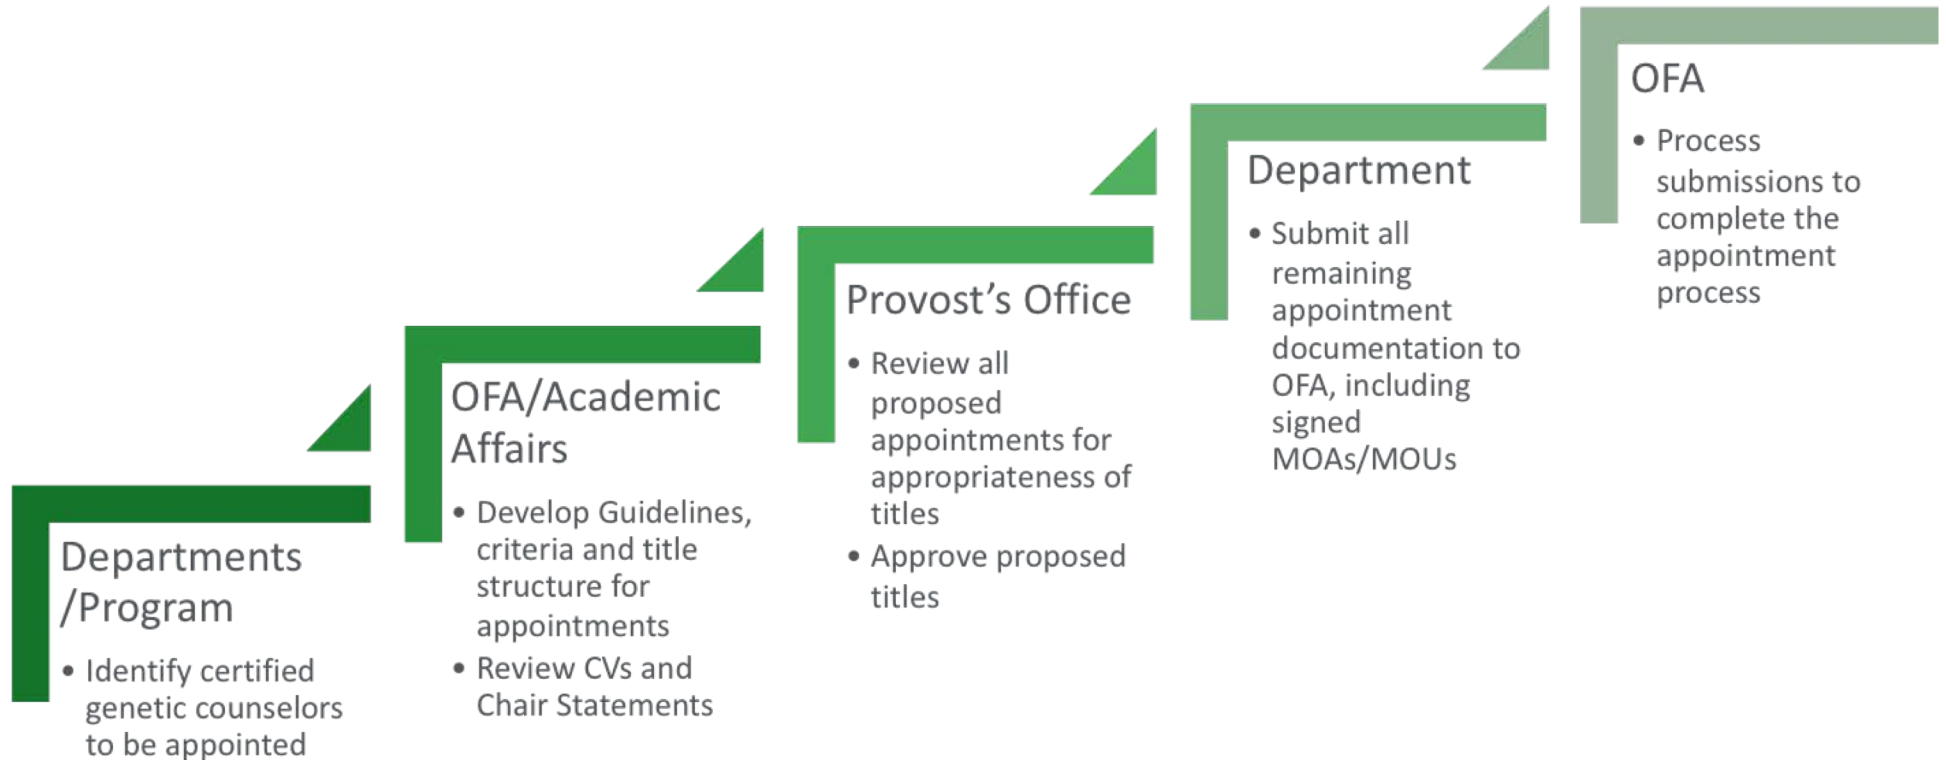 Departments
/Program
• Identify certified
genetic counselors
to be appointed
OFA/Academic
Affairs
• Develop Guidelines,
criteria and title
structure for
appointments
• Review CVs and
Chair Statements
Provost’s Office
• Review all
proposed
appointments for
appropriateness of
titles
• Approve proposed
titles
Department
• Submit all
remaining
appointment
documentation to
OFA, including
signed
MOAs/MOUs
OFA
• Process
submissions to
complete the
appointment
process